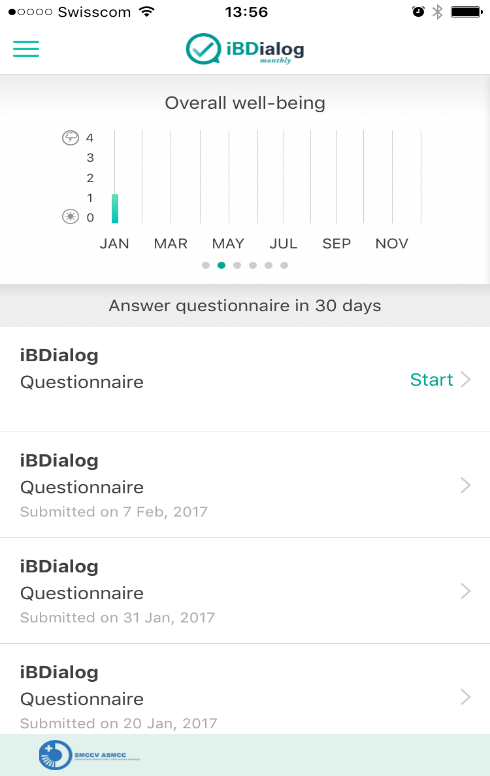 Swisscom 13:56
iBDialog
monthly
Overall well-being
4
3
2
1
0
JAN MAR MAY JUL SEP NOV
Answer questionnaire in 30 days
iBDialog
Questionnaire
Start
iBDialog
Questionnaire
Submitted on 7 Feb, 2017
iBDialog
Questionnaire
Submitted on 31 Jan, 2017
iBDialog
Questionnaire
Submitted on 20 Jan, 2017
SMCCV ASMCC